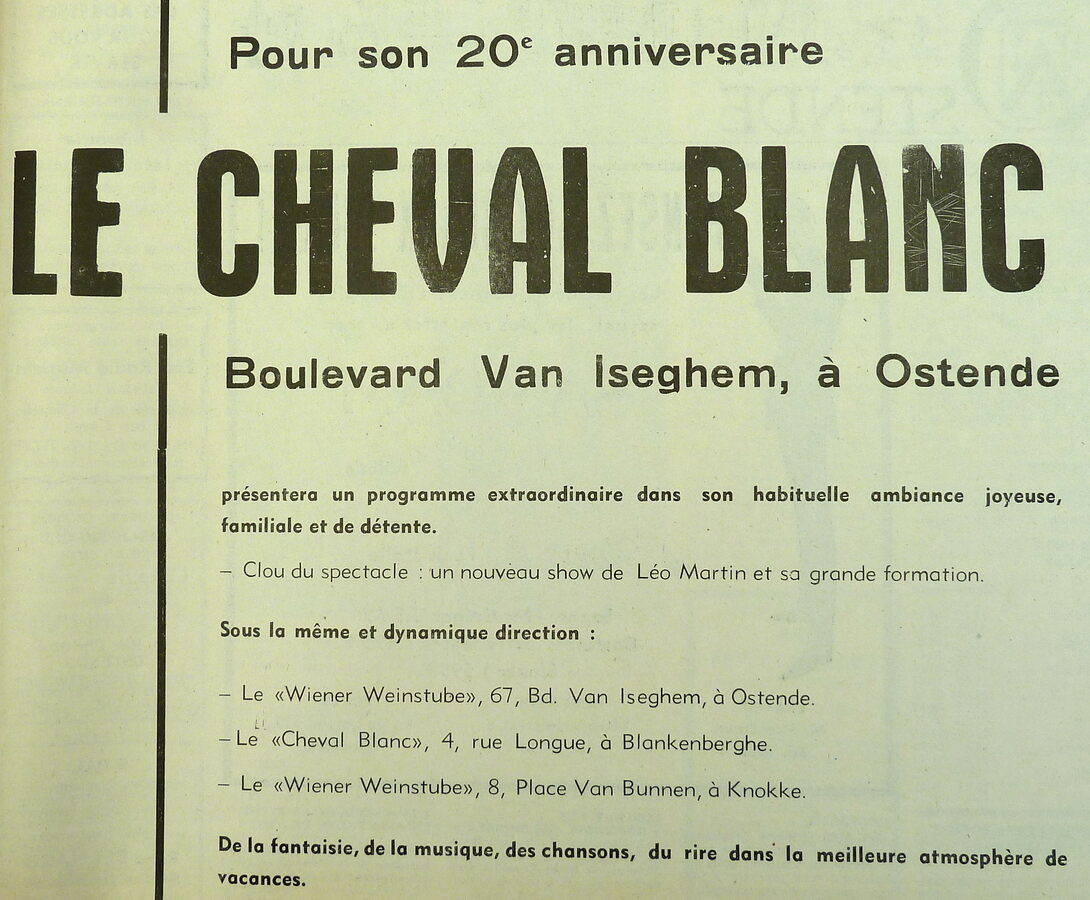 Pour son 20e anniversaire
LE CHEVAL BLANC
Boulevard Van Iseghem, à Ostende
présentera un programme extraordinaire dans son habituelle ambiance joyeuse,
familiale et de détente.
– Clou du spectacle : un nouveau show de Léo Martin et sa grande formation.
Sous la même et dynamique direction :
– Le «Wiener Weinstube», 67, Bd. Van Iseghem, à Ostende.
– Le «Cheval Blanc», 4, rue Longue, à Blankenberghe.
– Le «Wiener Weinstube», 8, Place Van Bunnen, à Knokke.
De la fantaisie, de la musique, des chansons, du rire dans la meilleure atmosphère de
vacances.